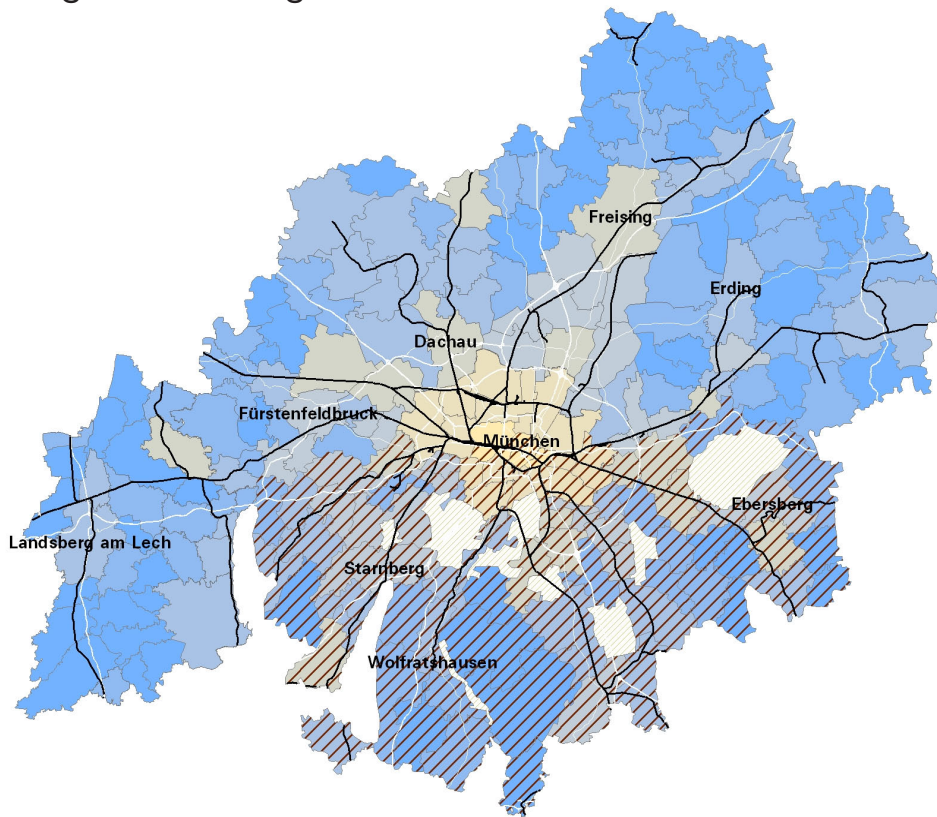 Freising
Erding
Dachau
Fürstenfeldbruck
München
Ebersberg
Landsberg am Lech
Starnberg
Wolfratshausen